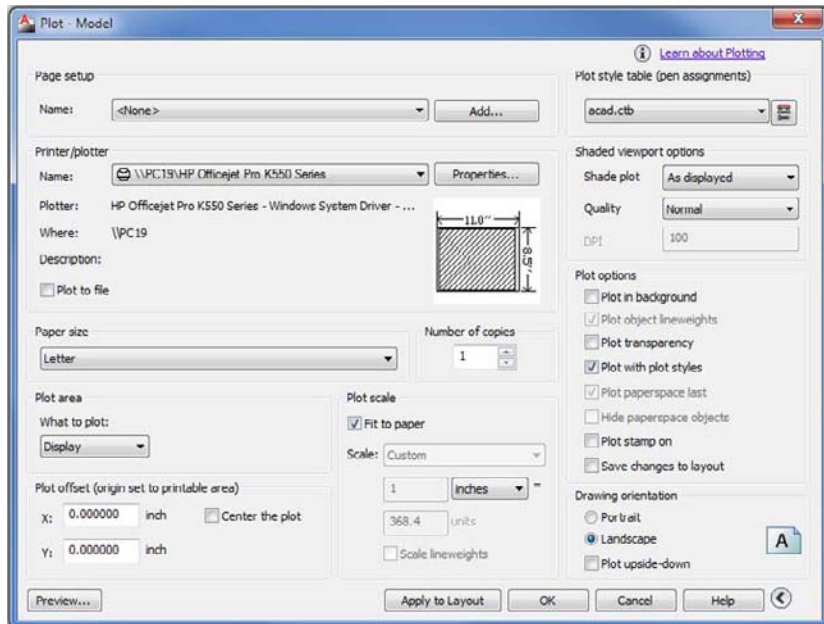 Plot - Model
Learn about Plotting
Page setup
Name: <None> Add...
Plot style table (pen assignments)
acad.ctb
Printer/plotter
Name: \\PC19\HP Officejet Pro K550 Series Properties...
Plotter: HP Officejet Pro K550 Series - Windows System Driver - ...
Where: \\PC19
Description:
Plot to file
11.0''
8.5''
Shaded viewport options
Shade plot As displayed
Quality Normal
DPI 100
Paper size
Letter
Number of copies
1
Plot area
What to plot:
Display
Plot offset (origin set to printable area)
X: 0.000000 inch Center the plot
Y: 0.000000 inch
Plot scale
Fit to paper
Scale: Custom
1 inches =
368.4 units
Scale lineweights
Plot options
Plot in background
Plot object lineweights
Plot transparency
Plot with plot styles
Plot paperspace last
Hide paperspace objects
Plot stamp on
Save changes to layout
Drawing orientation
Portrait
Landscape
Plot upside-down
A
Preview... Apply to Layout OK Cancel Help